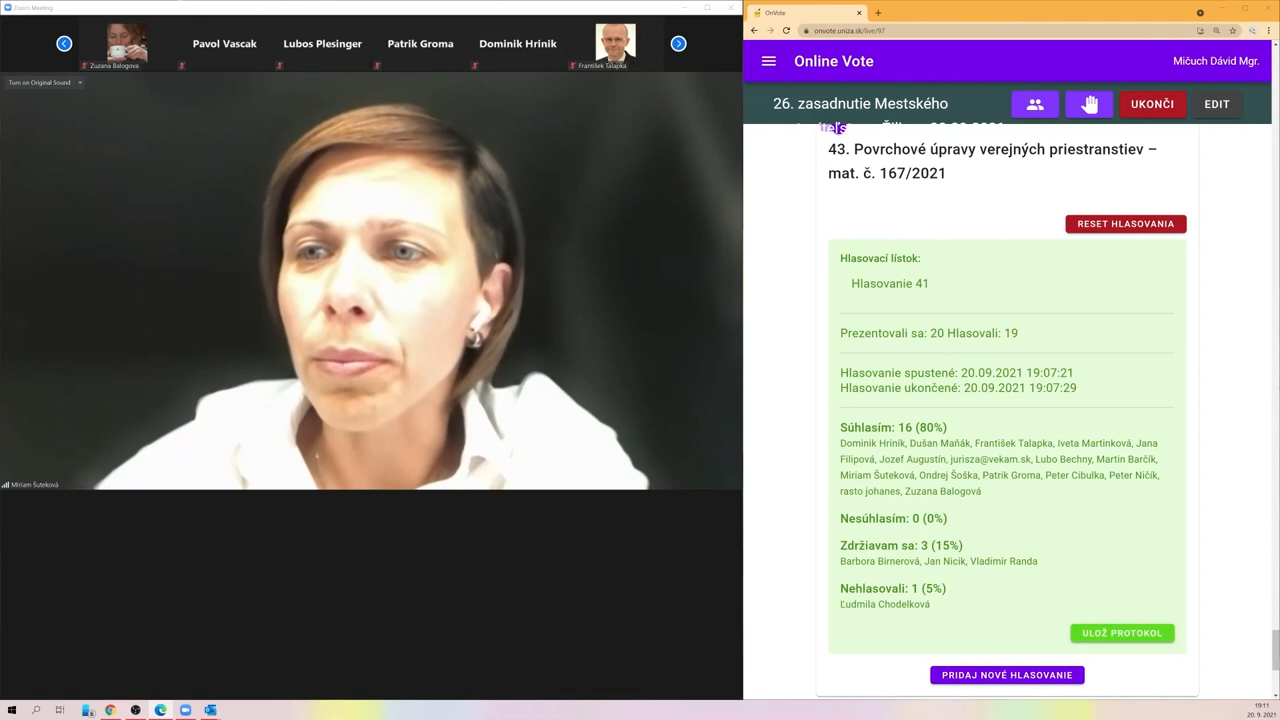 Zoom Meeting
Zuzana Balogova
Pavol Vascak
Lubos Plesinger
Patrik Groma
Dominik Hrinik
František Talapka
Turn on Original Sound
Miriam Šuteková
OnVote
onvote.uniza.sk/live/97
Online Vote
Mičuch Dávid Mgr.
26. zasadnutie Mestského
UKONČI
EDIT
43. Povrchové úpravy verejných priestranstiev –
mat. č. 167/2021
RESET HLASOVANIA
Hlasovací lístok:
Hlasovanie 41
Prezentovali sa: 20 Hlasovali: 19
Hlasovanie spustené: 20.09.2021 19:07:21
Hlasovanie ukončené: 20.09.2021 19:07:29
Súhlasím: 16 (80%)
Dominik Hriník, Dušan Maňák, František Talapka, Iveta Martinková, Jana
Filipová, Jozef Augustín, jurisza@vekam.sk, Lubo Bechny, Martin Barčík,
Miriam Šuteková, Ondrej Šoška, Patrik Groma, Peter Cibulka, Peter Ničík,
rasto johanes, Zuzana Balogová
Nesúhlasím: 0 (0%)
Zdržiavam sa: 3 (15%)
Barbora Birnerová, Jan Nicik, Vladimir Randa
Nehlasovali: 1 (5%)
Ľudmila Chodelková
ULOŽ PROTOKOL
PRIDAJ NOVÉ HLASOVANIE
19:11
20. 9. 2021